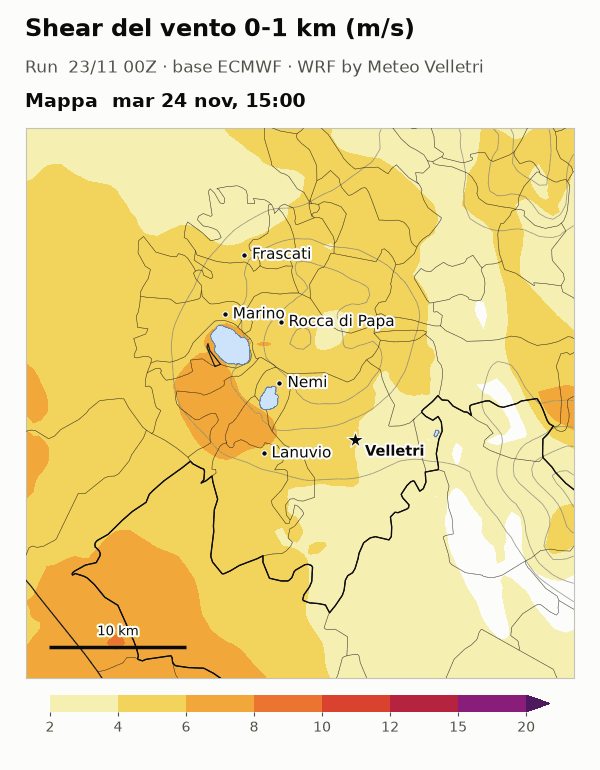 Shear del vento 0-1 km (m/s)
Run  23/11 00Z · base ECMWF · WRF by Meteo Velletri
Mappa  mar 24 nov, 15:00
Frascati
Marino
Rocca di Papa
Nemi
Velletri
Lanuvio
10 km
2 4 6 8 10 12 15 20